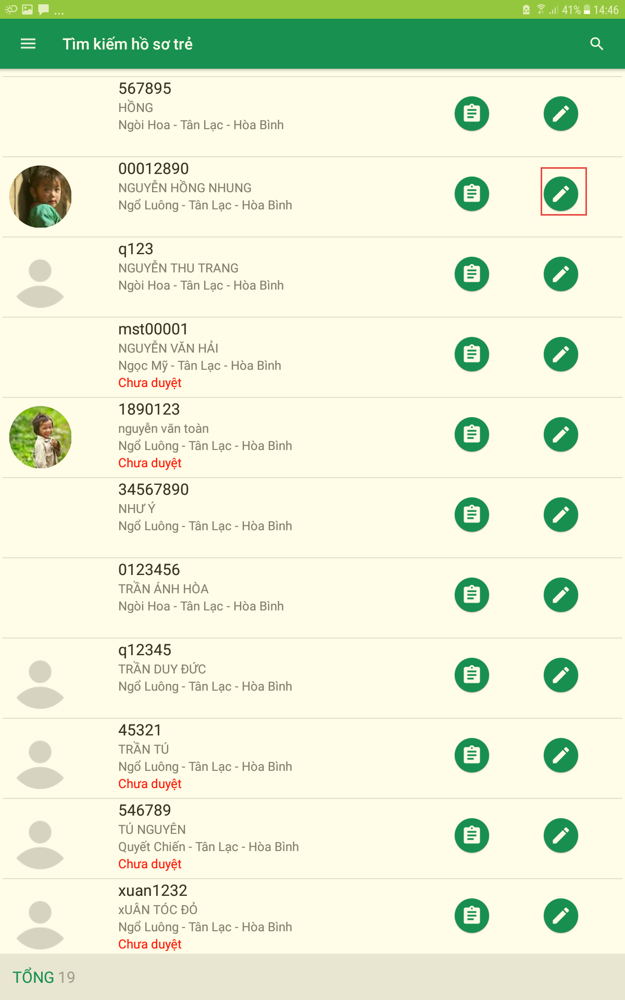 ... 41% 14:46
Tìm kiếm hồ sơ trẻ
567895
HỒNG
Ngòi Hoa - Tân Lạc - Hòa Bình
00012890
NGUYỄN HỒNG NHUNG
Ngổ Luông - Tân Lạc - Hòa Bình
q123
NGUYỄN THU TRANG
Ngòi Hoa - Tân Lạc - Hòa Bình
mst00001
NGUYỄN VĂN HẢI
Ngọc Mỹ - Tân Lạc - Hòa Bình
Chưa duyệt
1890123
nguyễn văn toàn
Ngổ Luông - Tân Lạc - Hòa Bình
Chưa duyệt
34567890
NHƯ Ý
Ngổ Luông - Tân Lạc - Hòa Bình
0123456
TRẦN ÁNH HÒA
Ngòi Hoa - Tân Lạc - Hòa Bình
q12345
TRẦN DUY ĐỨC
Ngổ Luông - Tân Lạc - Hòa Bình
45321
TRẦN TÚ
Ngổ Luông - Tân Lạc - Hòa Bình
Chưa duyệt
546789
TÚ NGUYÊN
Quyết Chiến - Tân Lạc - Hòa Bình
Chưa duyệt
xuan1232
xUÂN TÓC ĐỎ
Ngổ Luông - Tân Lạc - Hòa Bình
Chưa duyệt
TỔNG 19